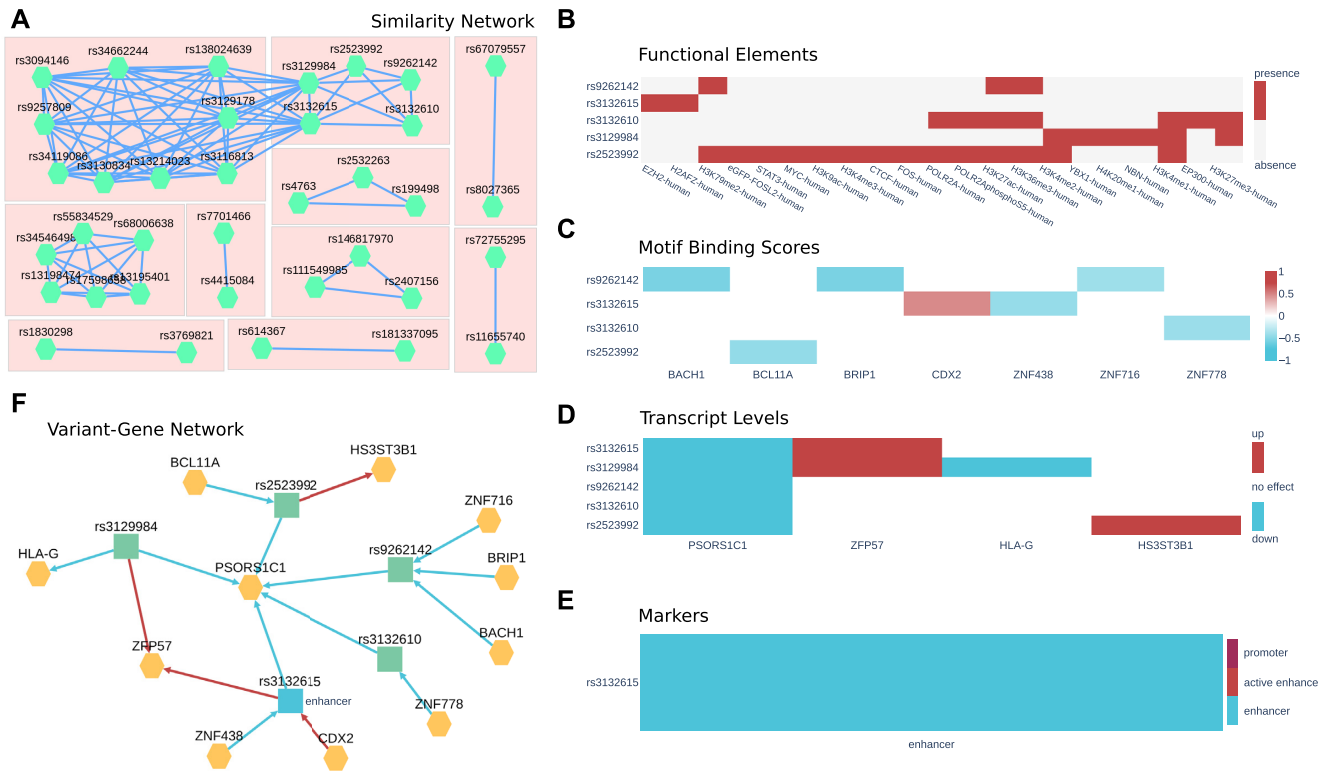 A
Similarity Network
rs3094146
rs34662244
rs138024639
rs9257809
rs3129178
rs34119086
rs3130834
rs13214023
rs3116813
rs2523992
rs3129984
rs9262142
rs3132615
rs3132610
rs67079557
rs8027365
rs2532263
rs4763
rs199498
rs55834529
rs68006638
rs34546498
rs13198474
rs17598658
rs13195401
rs7701466
rs4415084
rs146817970
rs111549985
rs2407156
rs72755295
rs11655740
rs1830298
rs3769821
rs614367
rs181337095
B
Functional Elements
rs9262142
rs3132615
rs3132610
rs3129984
rs2523992
EZH2-human
H2AFZ-human
H3K79me2-human
eGFP-FOSL2-human
STAT3-human
MYC-human
H3K9ac-human
H3K4me3-human
CTCF-human
FOS-human
POLR2A-human
POLR2AphosphoS5-human
H3K27ac-human
H3K36me3-human
H3K4me2-human
YBX1-human
H4K20me1-human
NBN-human
H3K4me1-human
EP300-human
H3K27me3-human
presence
absence
C
Motif Binding Scores
rs9262142
rs3132615
rs3132610
rs2523992
BACH1
BCL11A
BRIP1
CDX2
ZNF438
ZNF716
ZNF778
1
0.5
0
−0.5
−1
D
Transcript Levels
rs3132615
rs3129984
rs9262142
rs3132610
rs2523992
PSORS1C1
ZFP57
HLA-G
HS3ST3B1
up
no effect
down
E
Markers
rs3132615
enhancer
promoter
active enhance
enhancer
F
Variant-Gene Network
BCL11A
HS3ST3B1
rs2523992
ZNF716
rs3129984
HLA-G
rs9262142
BRIP1
PSORS1C1
BACH1
ZFP57
rs3132610
rs3132615
enhancer
ZNF778
ZNF438
CDX2